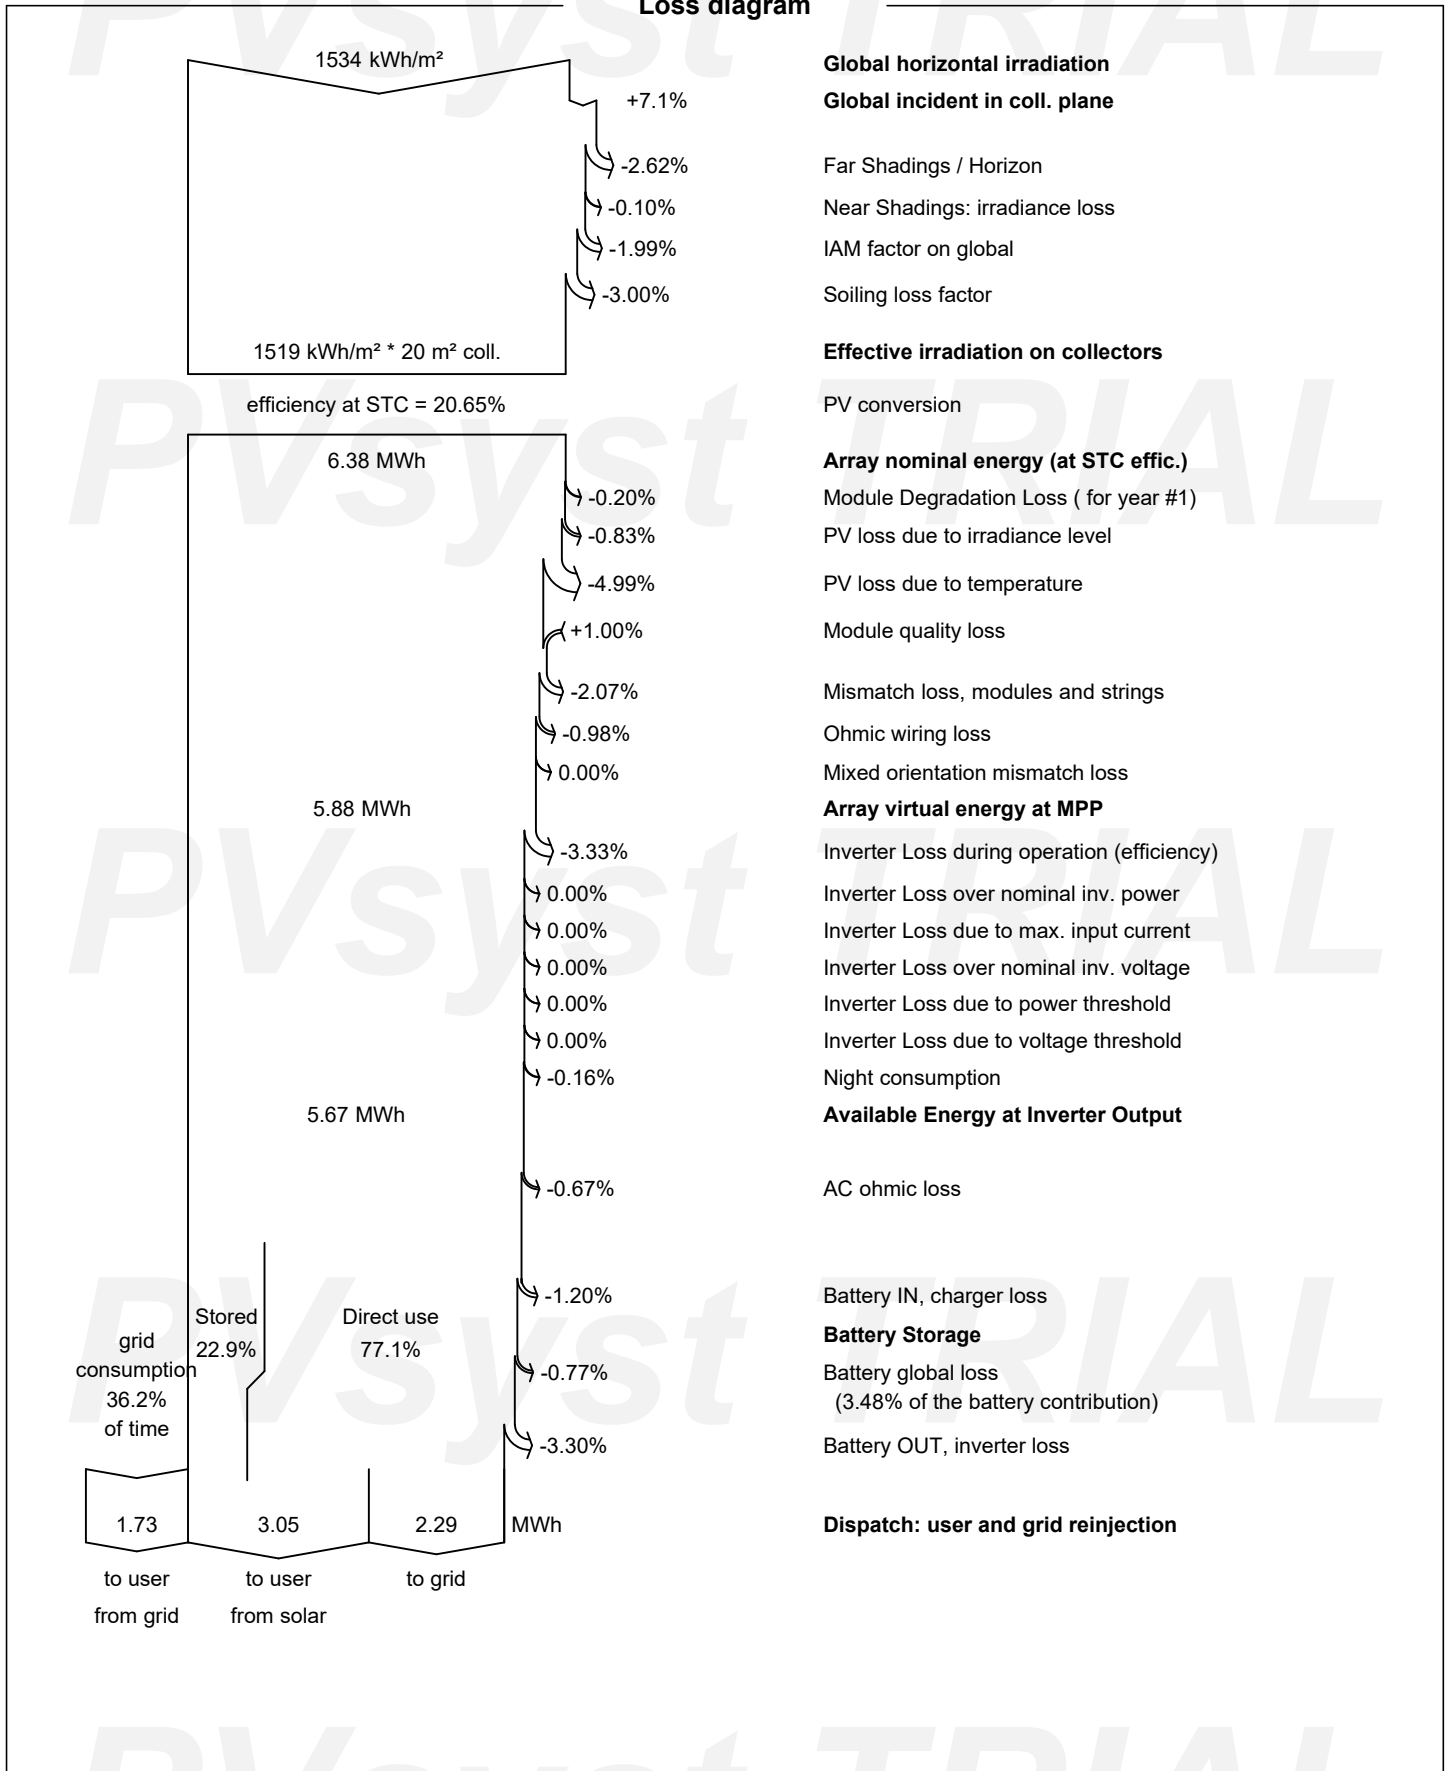 Loss diagram
1534 kWh/m² Global horizontal irradiation
+7.1% Global incident in coll. plane
-2.62% Far Shadings / Horizon
-0.10% Near Shadings: irradiance loss
-1.99% IAM factor on global
-3.00% Soiling loss factor
1519 kWh/m² * 20 m² coll. Effective irradiation on collectors
efficiency at STC = 20.65% PV conversion
6.38 MWh Array nominal energy (at STC effic.)
-0.20% Module Degradation Loss ( for year #1)
-0.83% PV loss due to irradiance level
-4.99% PV loss due to temperature
+1.00% Module quality loss
-2.07% Mismatch loss, modules and strings
-0.98% Ohmic wiring loss
0.00% Mixed orientation mismatch loss
5.88 MWh Array virtual energy at MPP
-3.33% Inverter Loss during operation (efficiency)
0.00% Inverter Loss over nominal inv. power
0.00% Inverter Loss due to max. input current
0.00% Inverter Loss over nominal inv. voltage
0.00% Inverter Loss due to power threshold
0.00% Inverter Loss due to voltage threshold
-0.16% Night consumption
5.67 MWh Available Energy at Inverter Output
-0.67% AC ohmic loss
-1.20% Battery IN, charger loss
Stored Direct use Battery Storage
22.9% 77.1%
grid
consumption
36.2%
of time
-0.77% Battery global loss
(3.48% of the battery contribution)
-3.30% Battery OUT, inverter loss
1.73 3.05 2.29 MWh Dispatch: user and grid reinjection
to user to user to grid
from grid from solar
PVsyst TRIAL
PVsyst TRIAL
PVsyst TRIAL
PVsyst TRIAL
PVsyst TRIAL